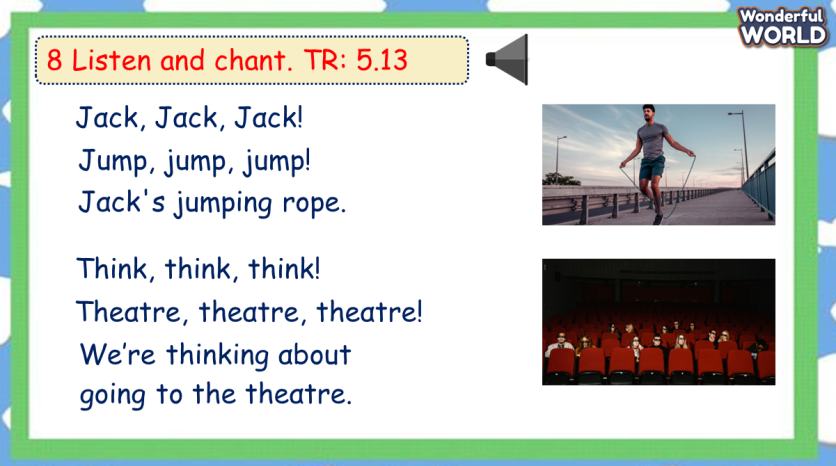 Wonderful
WORLD
8 Listen and chant. TR: 5.13
Jack, Jack, Jack!
Jump, jump, jump!
Jack's jumping rope.
Think, think, think!
Theatre, theatre, theatre!
We’re thinking about
going to the theatre.